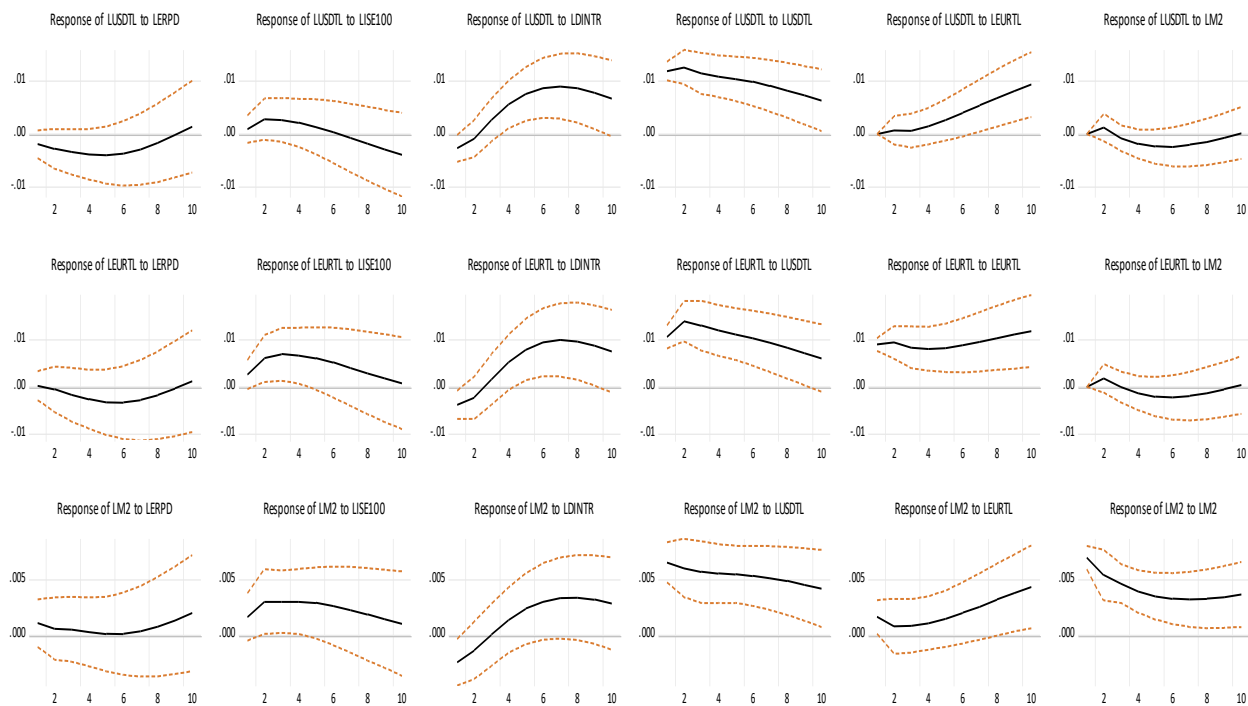 Response of LUSDTL to LERPD
Response of LUSDTL to LISE100
Response of LUSDTL to LDINTR
Response of LUSDTL to LUSDTL
Response of LUSDTL to LEURTL
Response of LUSDTL to LM2
.01 .01 .01 .01 .01 .01
.00 .00 .00 .00 .00 .00
-.01 -.01 -.01 -.01 -.01 -.01
2 4 6 8 10 2 4 6 8 10 2 4 6 8 10 2 4 6 8 10 2 4 6 8 10 2 4 6 8 10
Response of LEURTL to LERPD
Response of LEURTL to LISE100
Response of LEURTL to LDINTR
Response of LEURTL to LUSDTL
Response of LEURTL to LEURTL
Response of LEURTL to LM2
.01 .01 .01 .01 .01 .01
.00 .00 .00 .00 .00 .00
-.01 -.01 -.01 -.01 -.01 -.01
2 4 6 8 10 2 4 6 8 10 2 4 6 8 10 2 4 6 8 10 2 4 6 8 10 2 4 6 8 10
Response of LM2 to LERPD
Response of LM2 to LISE100
Response of LM2 to LDINTR
Response of LM2 to LUSDTL
Response of LM2 to LEURTL
Response of LM2 to LM2
.005 .005 .005 .005 .005 .005
.000 .000 .000 .000 .000 .000
2 4 6 8 10 2 4 6 8 10 2 4 6 8 10 2 4 6 8 10 2 4 6 8 10 2 4 6 8 10